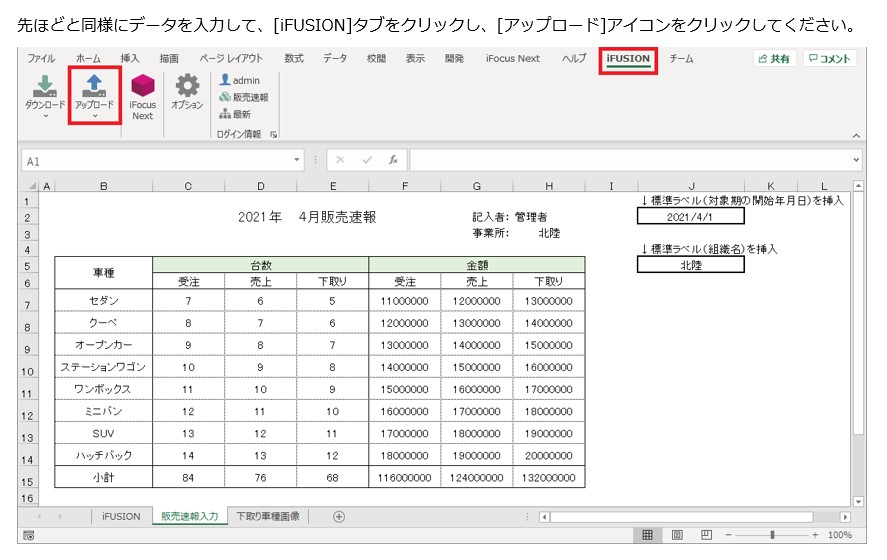 先ほどと同様にデータを入力して、[iFUSION]タブをクリックし、[アップロード]アイコンをクリックしてください。
ファイル ホーム 挿入 描画 ページ レイアウト 数式 データ 校閲 表示 開発 iFocus Next ヘルプ iFUSION チーム 共有 コメント
ダウンロード アップロード iFocus Next オプション
admin
販売速報
最新
ログイン情報
A1 fx
A B C D E F G H I J K L
1 ↓標準ラベル(対象期の開始年月日)を挿入
2 2021年 4月販売速報 記入者: 管理者 2021/4/1
3 事業所: 北陸
4 ↓標準ラベル(組織名)を挿入
5 車種 台数 金額 北陸
6 受注 売上 下取り 受注 売上 下取り
7 セダン 7 6 5 11000000 12000000 13000000
8 クーペ 8 7 6 12000000 13000000 14000000
9 オープンカー 9 8 7 13000000 14000000 15000000
10 ステーションワゴン 10 9 8 14000000 15000000 16000000
11 ワンボックス 11 10 9 15000000 16000000 17000000
12 ミニバン 12 11 10 16000000 17000000 18000000
13 SUV 13 12 11 17000000 18000000 19000000
14 ハッチバック 14 13 12 18000000 19000000 20000000
15 小計 84 76 68 116000000 124000000 132000000
16
iFUSION 販売速報入力 下取り車種画像
100%